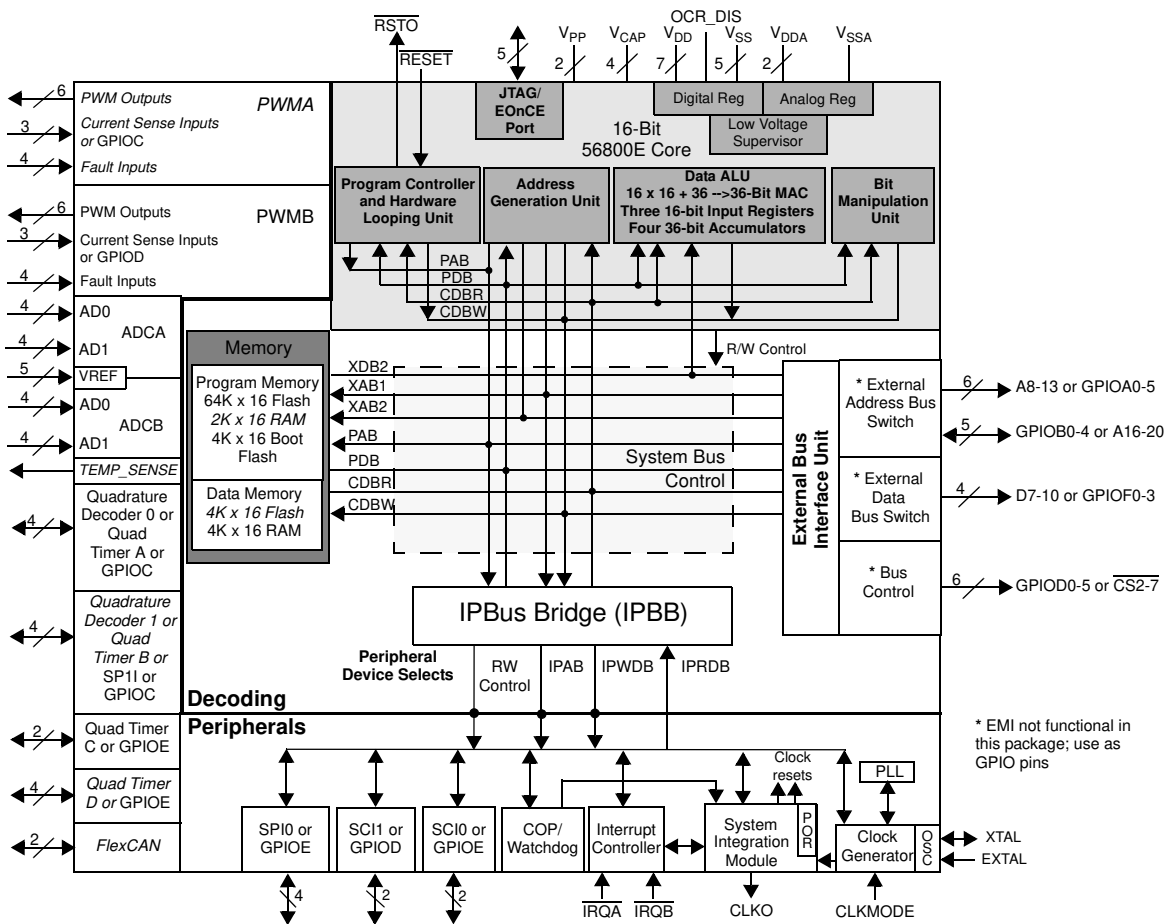 RSTO
RESET
5
VPP
2
VCAP
4
VDD
7
OCR_DIS
VSS
5
VDDA
2
VSSA
6
PWM Outputs
PWMA
3
Current Sense Inputs
or GPIOC
4
Fault Inputs
6
PWM Outputs
PWMB
3
Current Sense Inputs
or GPIOD
4
Fault Inputs
4
AD0
ADCA
4
AD1
5
VREF
4
AD0
ADCB
4
AD1
TEMP_SENSE
4
Quadrature
Decoder 0 or
Quad
Timer A or
GPIOC
4
Quadrature
Decoder 1 or
Quad
Timer B or
SP1I or
GPIOC
2
Quad Timer
C or GPIOE
4
Quad Timer
D or GPIOE
2
FlexCAN
JTAG/
EOnCE
Port
Digital Reg
Analog Reg
Low Voltage
Supervisor
16-Bit
56800E Core
Program Controller
and Hardware
Looping Unit
Address
Generation Unit
Data ALU
16 x 16 + 36 -->36-Bit MAC
Three 16-bit Input Registers
Four 36-bit Accumulators
Bit
Manipulation
Unit
PAB
PDB
CDBR
CDBW
R/W Control
Memory
Program Memory
64K x 16 Flash
2K x 16 RAM
4K x 16 Boot
Flash
Data Memory
4K x 16 Flash
4K x 16 RAM
XDB2
XAB1
XAB2
PAB
PDB
CDBR
CDBW
System Bus
Control
External Bus
Interface Unit
* External
Address Bus
Switch
* External
Data
Bus Switch
* Bus
Control
6
A8-13 or GPIOA0-5
5
GPIOB0-4 or A16-20
4
D7-10 or GPIOF0-3
6
GPIOD0-5 or CS2-7
IPBus Bridge (IPBB)
Peripheral
Device Selects
RW
Control
IPAB
IPWDB
IPRDB
Decoding
Peripherals
* EMI not functional in
this package; use as
GPIO pins
SPI0 or
GPIOE
SCI1 or
GPIOD
SCI0 or
GPIOE
COP/
Watchdog
Interrupt
Controller
System
Integration
Module
POR
Clock
resets
PLL
Clock
Generator
OSC
XTAL
EXTAL
4
2
2
IRQA
IRQB
CLKO
CLKMODE